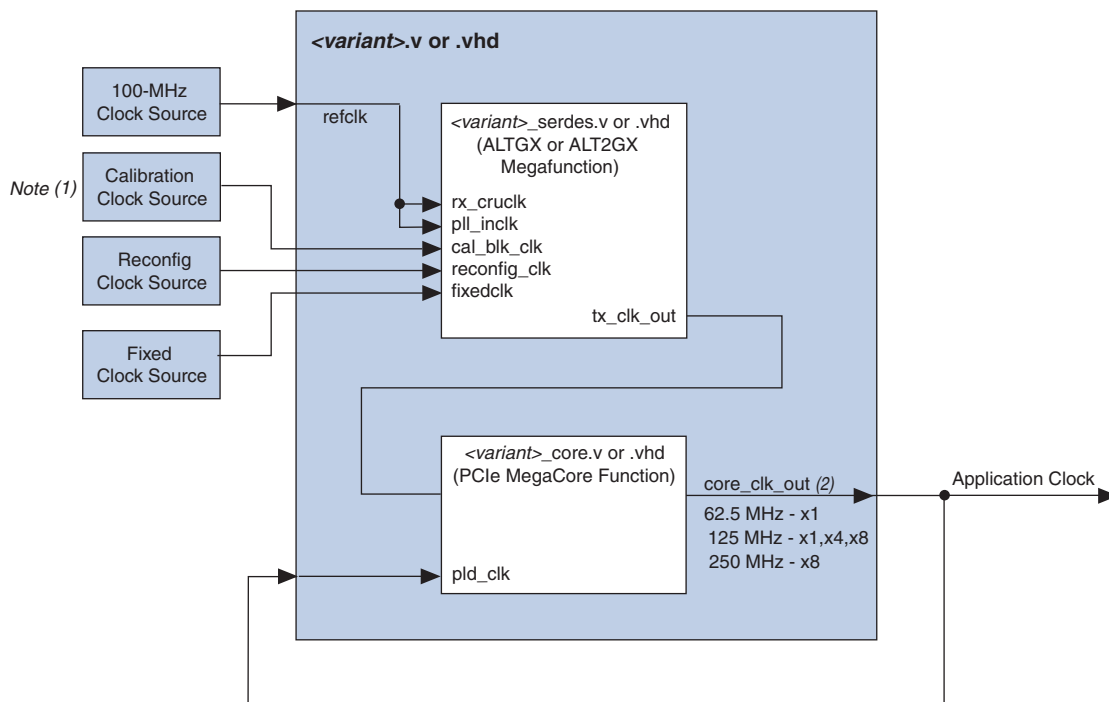 <variant>.v or .vhd
100-MHz
Clock Source
refclk
Note (1)
Calibration
Clock Source
Reconfig
Clock Source
Fixed
Clock Source
<variant>_serdes.v or .vhd
(ALTGX or ALT2GX
Megafunction)
rx_cruclk
pll_inclk
cal_blk_clk
reconfig_clk
fixedclk
tx_clk_out
<variant>_core.v or .vhd
(PCIe MegaCore Function)
pld_clk
core_clk_out (2)
62.5 MHz - x1
125 MHz - x1,x4,x8
250 MHz - x8
Application Clock